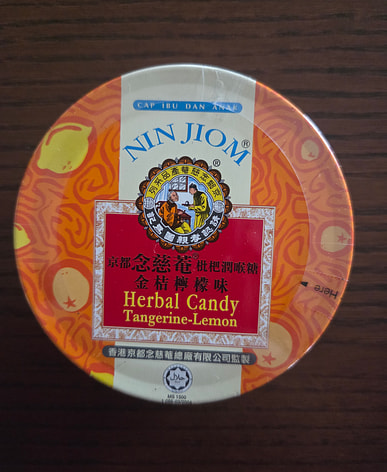 CAP IBU DAN ANAK
NIN JIOM®
®
京都念慈菴®枇杷潤喉糖
金桔檸檬味
Herbal Candy
Tangerine-Lemon
Here
香港京都念慈菴總廠有限公司監製
MS 1500